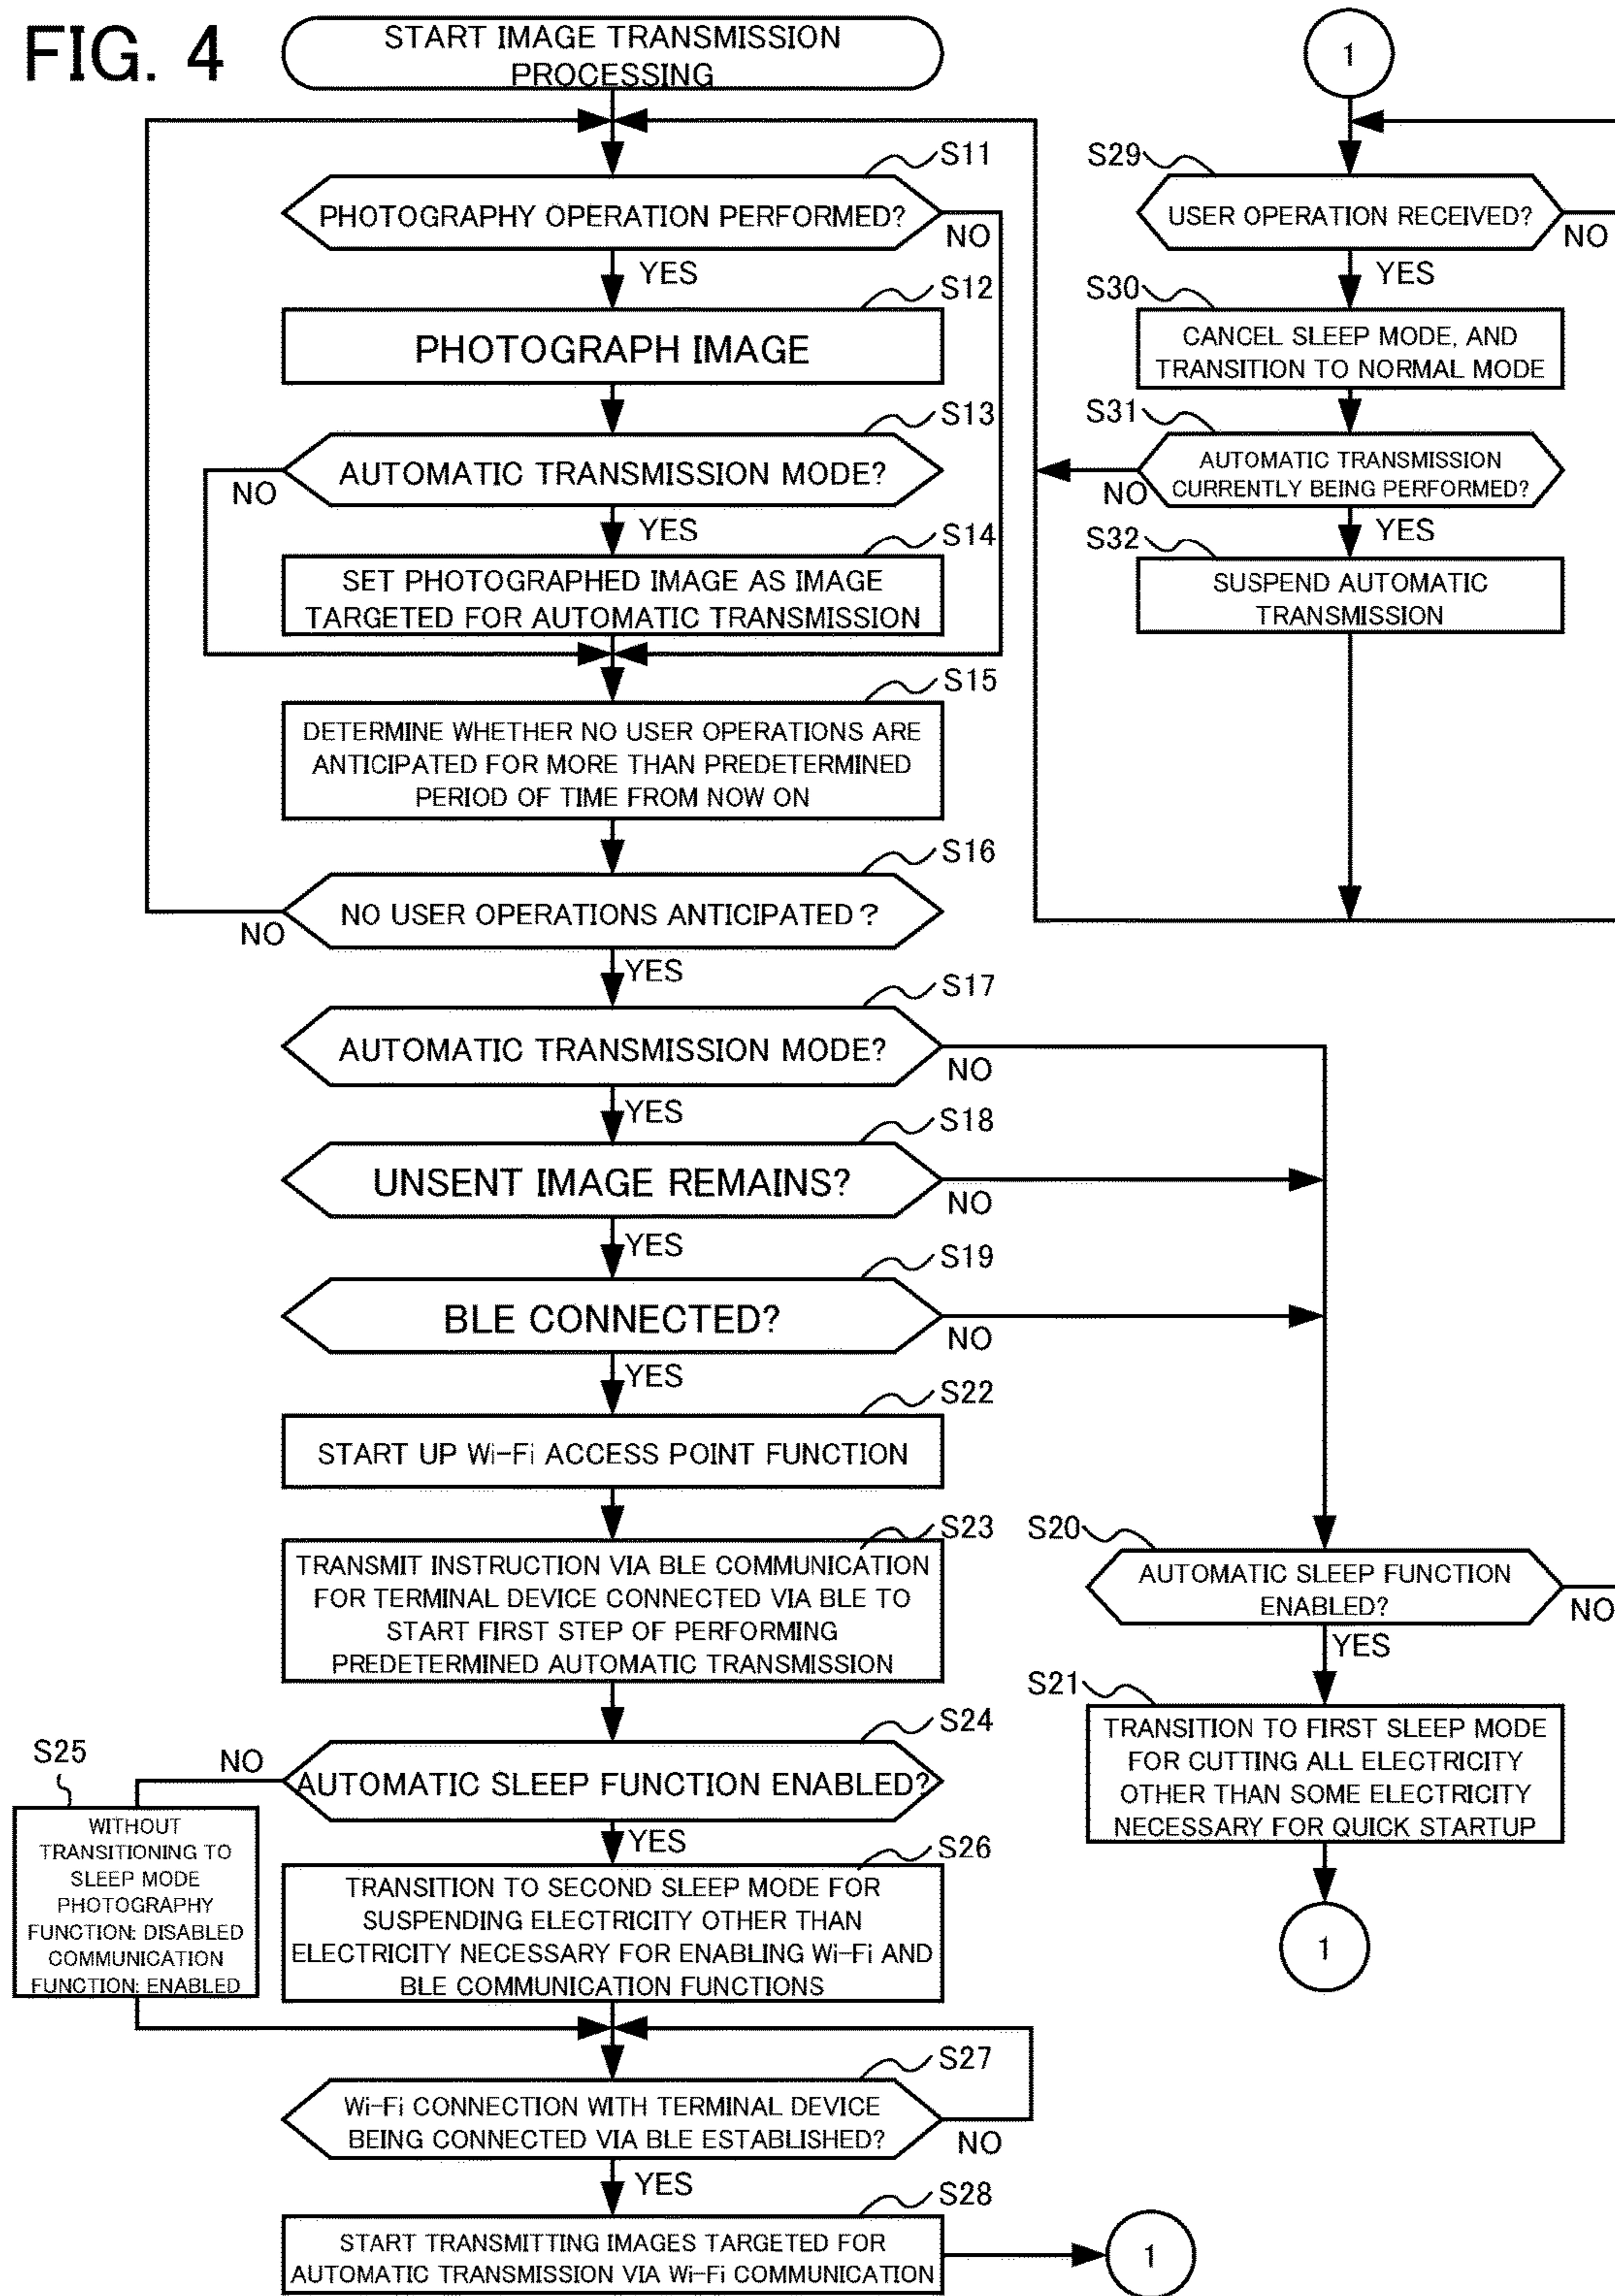 FIG. 4
START IMAGE TRANSMISSION
PROCESSING
S11
PHOTOGRAPHY OPERATION PERFORMED?
NO
YES
S12
PHOTOGRAPH IMAGE
S13
AUTOMATIC TRANSMISSION MODE?
NO
YES
S14
SET PHOTOGRAPHED IMAGE AS IMAGE
TARGETED FOR AUTOMATIC TRANSMISSION
S15
DETERMINE WHETHER NO USER OPERATIONS ARE
ANTICIPATED FOR MORE THAN PREDETERMINED
PERIOD OF TIME FROM NOW ON
S16
NO USER OPERATIONS ANTICIPATED ?
NO
YES
S17
AUTOMATIC TRANSMISSION MODE?
NO
YES
S18
UNSENT IMAGE REMAINS?
NO
YES
S19
BLE CONNECTED?
NO
YES
S22
START UP Wi-Fi ACCESS POINT FUNCTION
S23
TRANSMIT INSTRUCTION VIA BLE COMMUNICATION
FOR TERMINAL DEVICE CONNECTED VIA BLE TO
START FIRST STEP OF PERFORMING
PREDETERMINED AUTOMATIC TRANSMISSION
S24
AUTOMATIC SLEEP FUNCTION ENABLED?
NO
YES
S25
WITHOUT
TRANSITIONING TO
SLEEP MODE
PHOTOGRAPHY
FUNCTION: DISABLED
COMMUNICATION
FUNCTION: ENABLED
S26
TRANSITION TO SECOND SLEEP MODE FOR
SUSPENDING ELECTRICITY OTHER THAN
ELECTRICITY NECESSARY FOR ENABLING Wi-Fi AND
BLE COMMUNICATION FUNCTIONS
S27
Wi-Fi CONNECTION WITH TERMINAL DEVICE
BEING CONNECTED VIA BLE ESTABLISHED?
NO
YES
S28
START TRANSMITTING IMAGES TARGETED FOR
AUTOMATIC TRANSMISSION VIA Wi-Fi COMMUNICATION
1
1
S29
USER OPERATION RECEIVED?
NO
YES
S30
CANCEL SLEEP MODE, AND
TRANSITION TO NORMAL MODE
S31
AUTOMATIC TRANSMISSION
CURRENTLY BEING PERFORMED?
NO
YES
S32
SUSPEND AUTOMATIC
TRANSMISSION
S20
AUTOMATIC SLEEP FUNCTION
ENABLED?
NO
YES
S21
TRANSITION TO FIRST SLEEP MODE
FOR CUTTING ALL ELECTRICITY
OTHER THAN SOME ELECTRICITY
NECESSARY FOR QUICK STARTUP
1